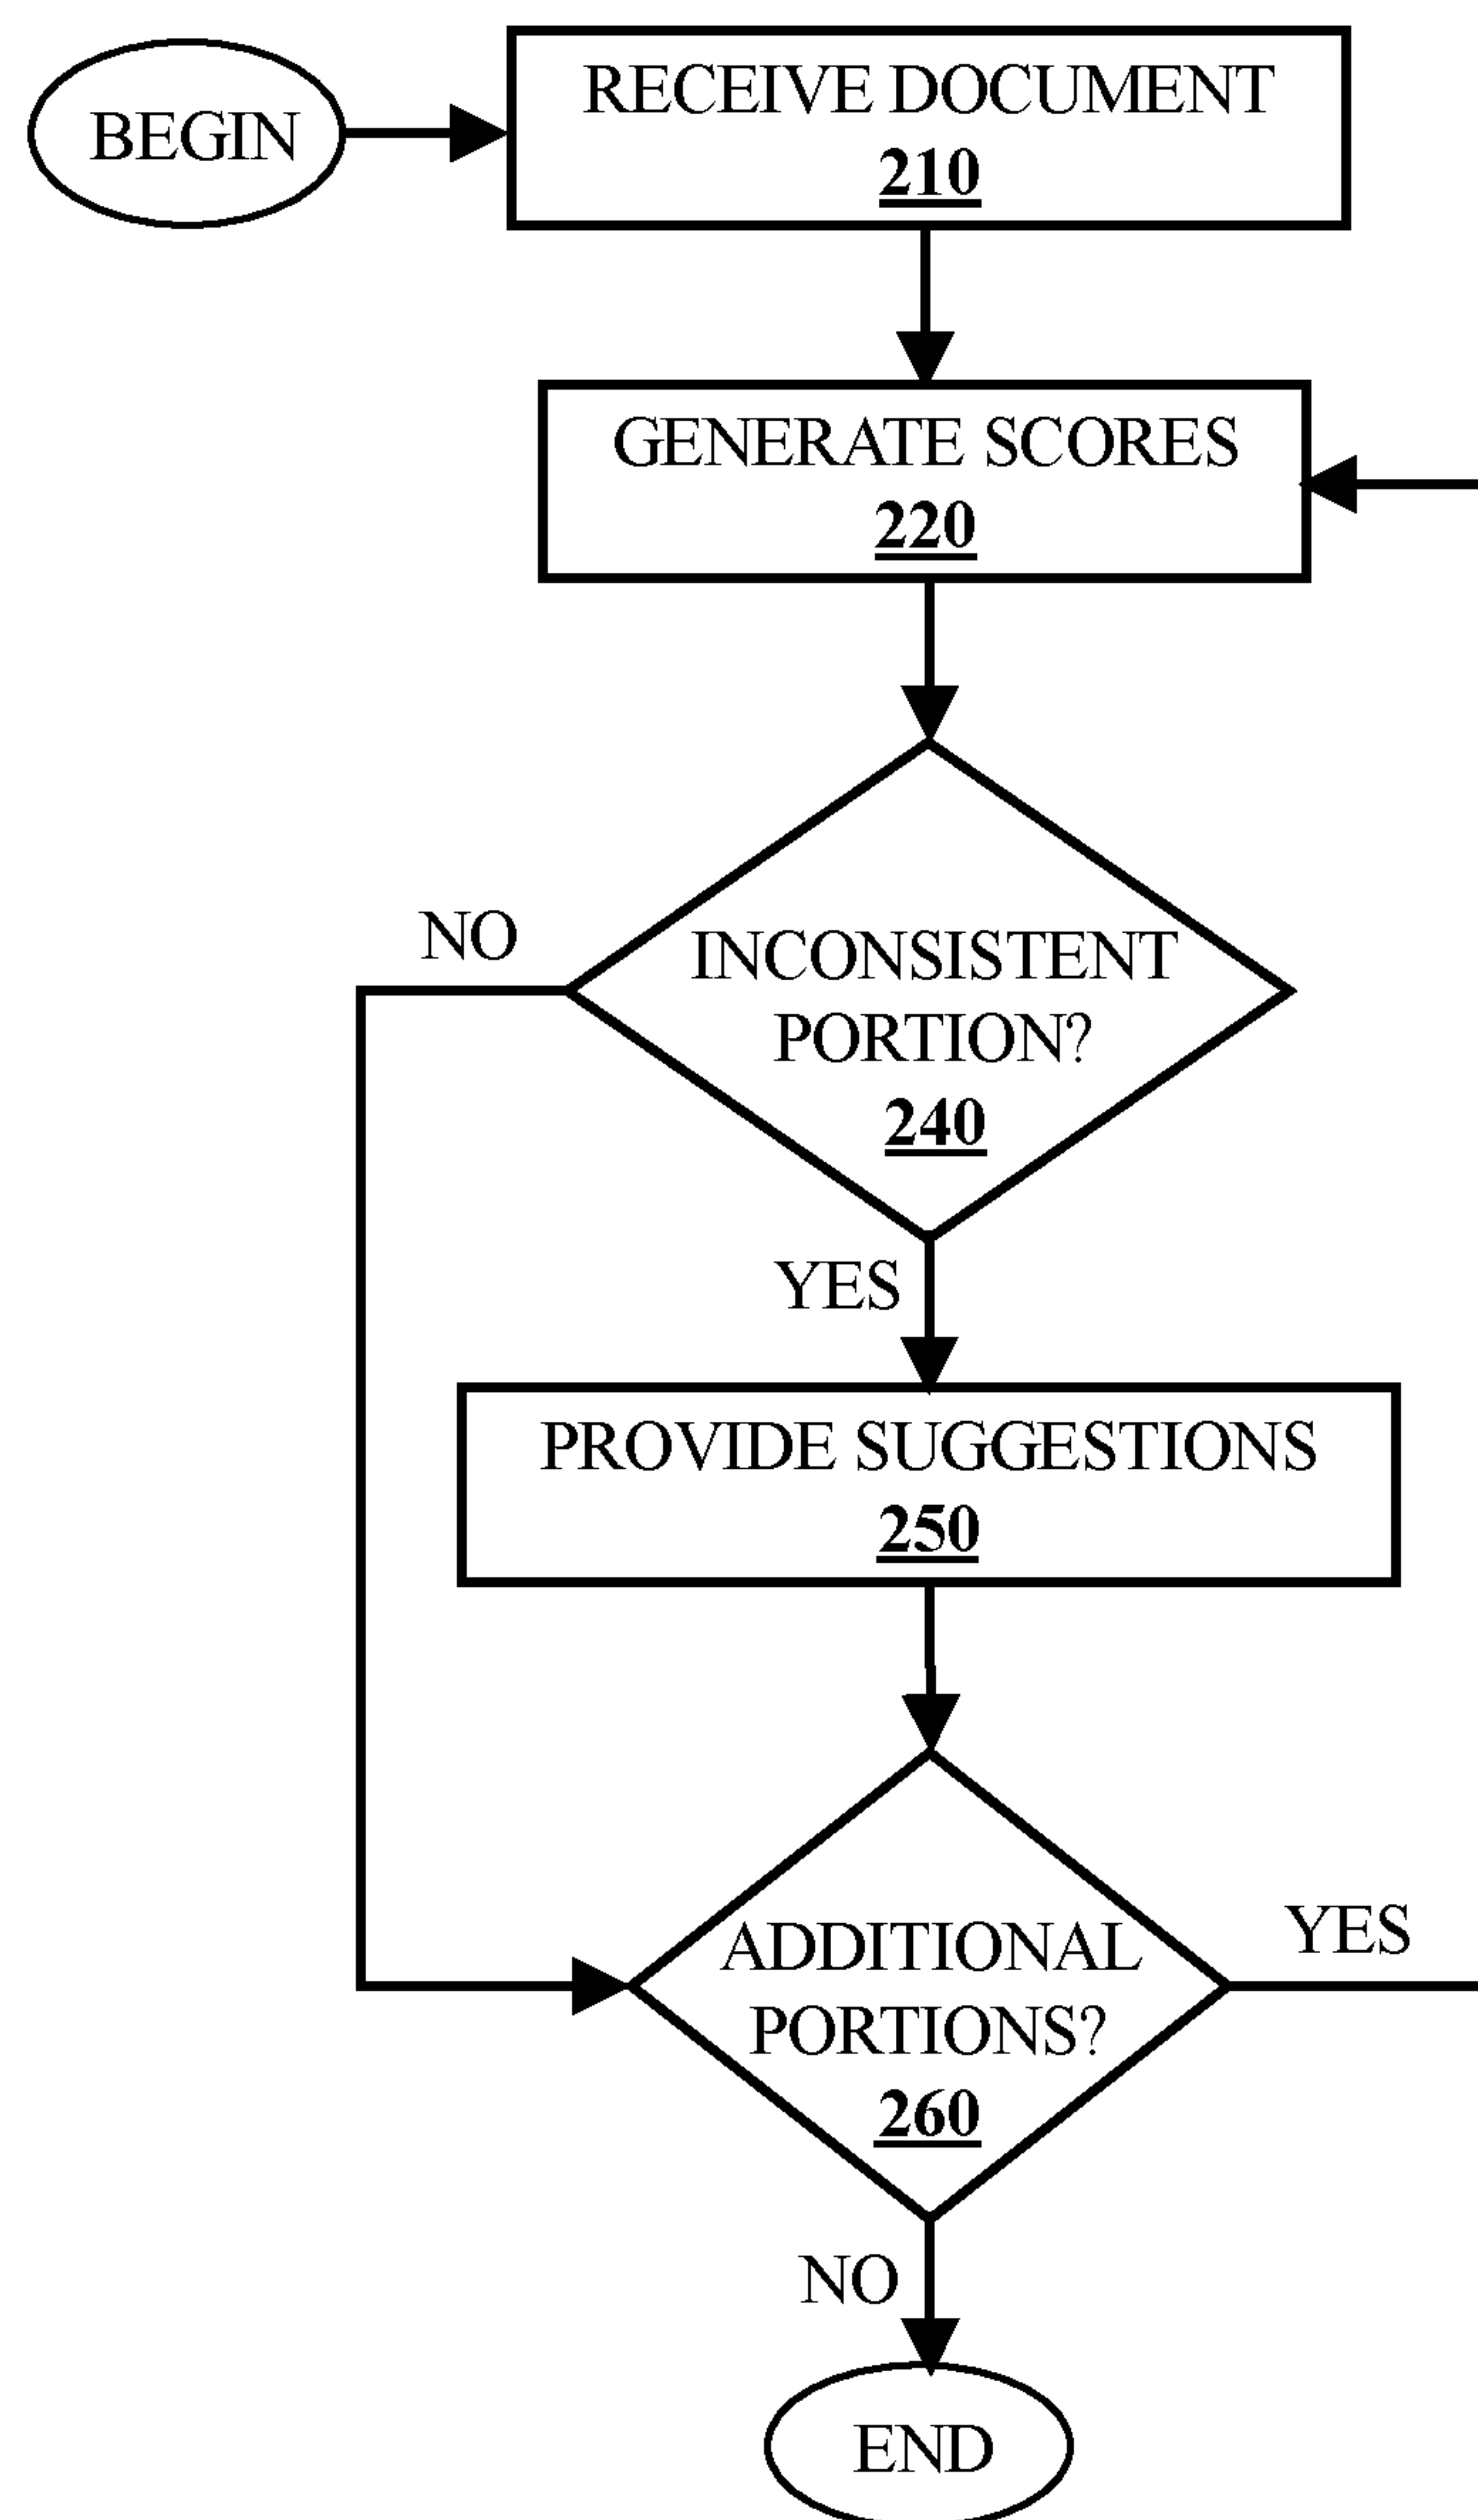 BEGIN
RECEIVE DOCUMENT
210
GENERATE SCORES
220
NO
INCONSISTENT
PORTION?
240
YES
PROVIDE SUGGESTIONS
250
ADDITIONAL
PORTIONS?
260
YES
NO
END